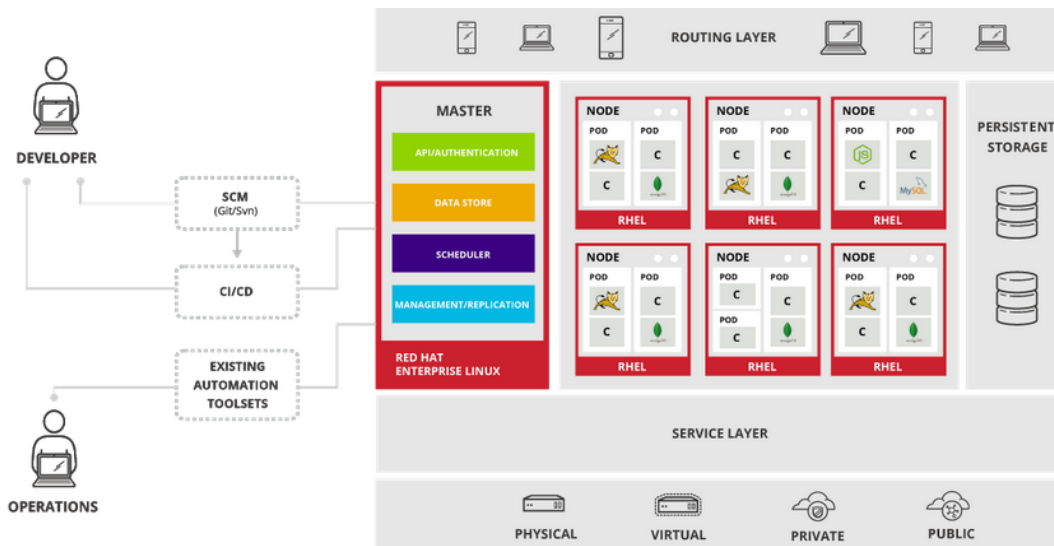 ROUTING LAYER
DEVELOPER
SCM
(Git/Svn)
CI/CD
EXISTING
AUTOMATION
TOOLSETS
OPERATIONS
MASTER
API/AUTHENTICATION
DATA STORE
SCHEDULER
MANAGEMENT/REPLICATION
RED HAT
ENTERPRISE LINUX
NODE
POD
POD
C
C
RHEL
NODE
POD
POD
C
C
RHEL
NODE
POD
POD
JS
C
C
MySQL
RHEL
NODE
POD
POD
C
C
RHEL
NODE
POD
POD
C
C
POD
C
RHEL
NODE
POD
POD
C
C
RHEL
PERSISTENT
STORAGE
SERVICE LAYER
PHYSICAL
VIRTUAL
PRIVATE
PUBLIC